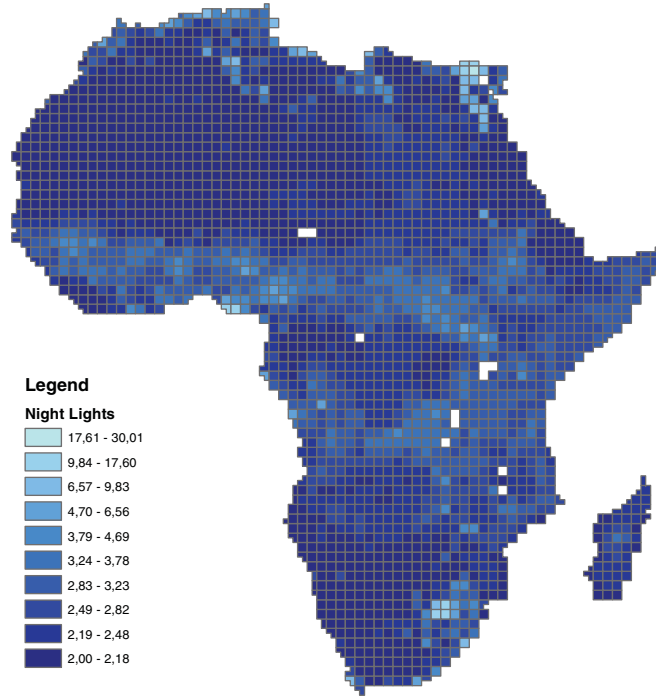 Legend
Night Lights
17,61 - 30,01
9,84 - 17,60
6,57 - 9,83
4,70 - 6,56
3,79 - 4,69
3,24 - 3,78
2,83 - 3,23
2,49 - 2,82
2,19 - 2,48
2,00 - 2,18